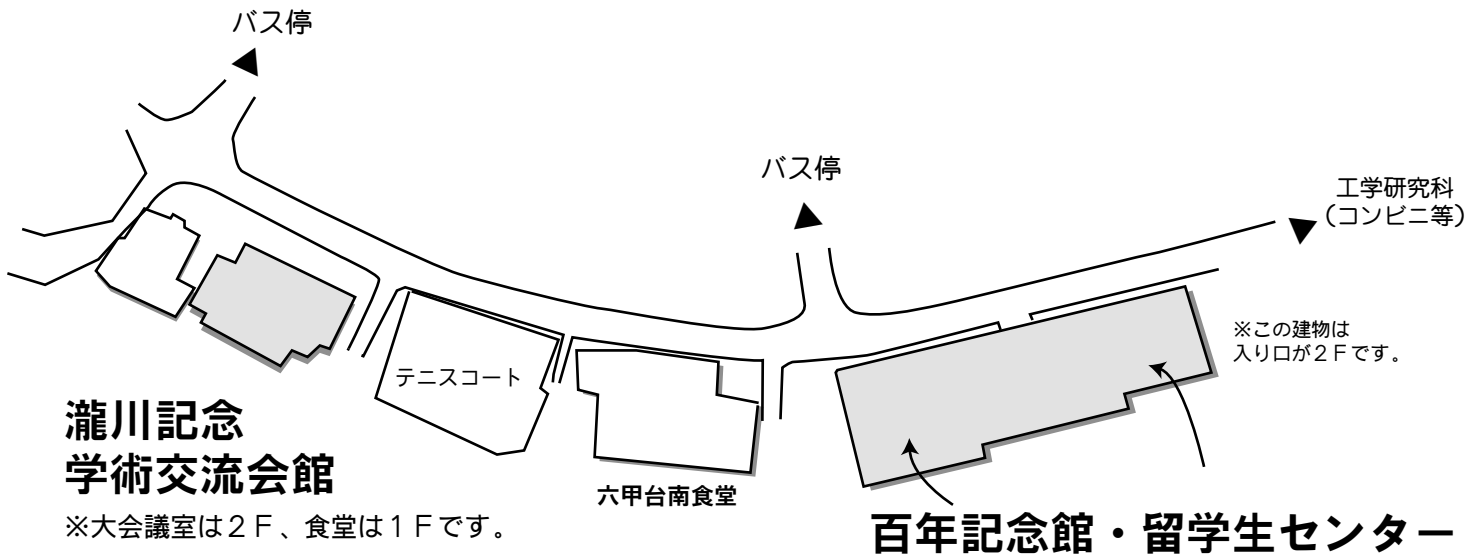 バス停
バス停
工学研究科
（コンビニ等）
※この建物は
入り口が２Ｆです。
テニスコート
瀧川記念
学術交流会館
※大会議室は２Ｆ、食堂は１Ｆです。
六甲台南食堂
百年記念館・留学生センター